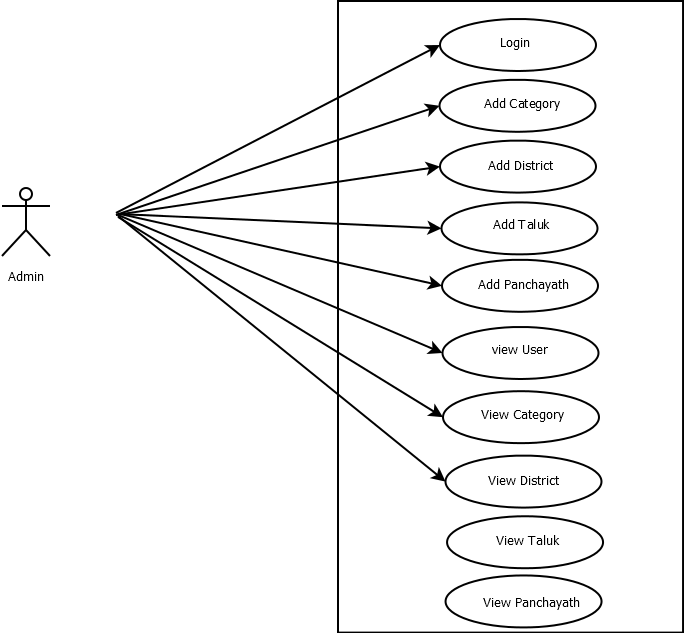 Login
Add Category
Add District
Add Taluk
Admin
Add Panchayath
view User
View Category
View District
View Taluk
View Panchayath